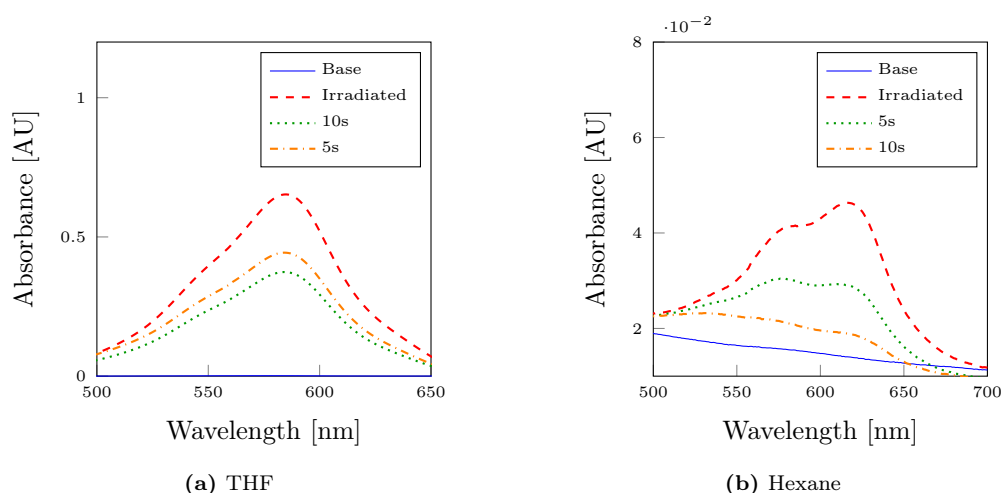 1
0.5
0
500
550
600
650
Absorbance [AU]
Wavelength [nm]
Base
Irradiated
10s
5s
(a) THF
·10⁻²
8
6
4
2
500
550
600
650
700
Absorbance [AU]
Wavelength [nm]
Base
Irradiated
5s
10s
(b) Hexane